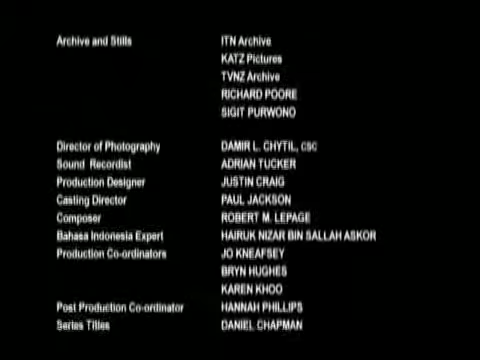 Archive and Stills ITN Archive
KATZ Pictures
TVNZ Archive
RICHARD POORE
SIGIT PURWONO
Director of Photography DAMIR L. CHYTIL, CSC
Sound Recordist ADRIAN TUCKER
Production Designer JUSTIN CRAIG
Casting Director PAUL JACKSON
Composer ROBERT M. LEPAGE
Bahasa Indonesia Expert HAIRUK NIZAR BIN SALLAH ASKOR
Production Co-ordinators JO KNEAFSEY
BRYN HUGHES
KAREN KHOO
Post Production Co-ordinator HANNAH PHILLIPS
Series Titles DANIEL CHAPMAN